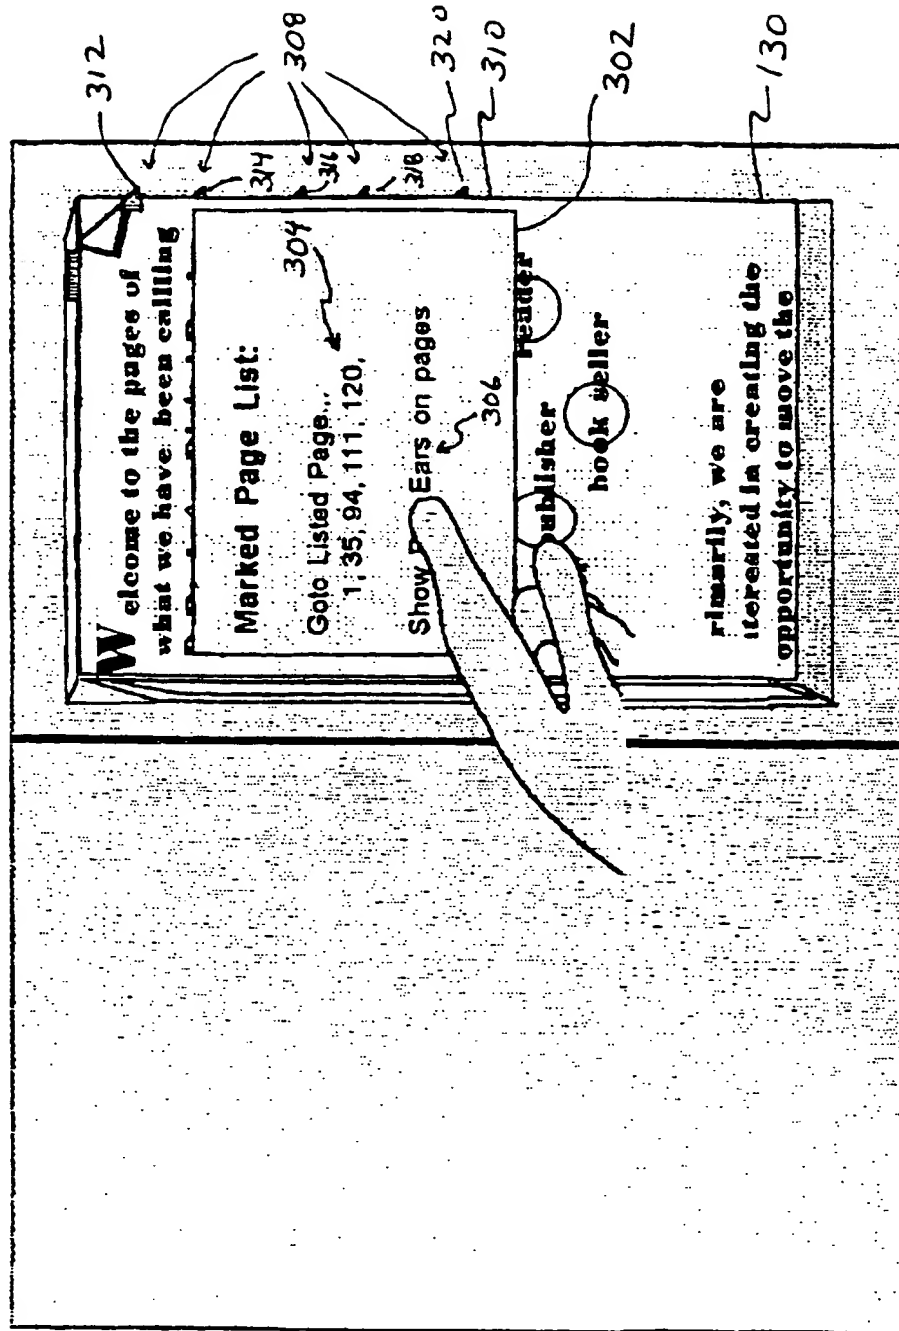 312
308
320
310
302
130
314
316
318
Welcome to the pages of
what we have been calling
Marked Page List:
304
Goto Listed Page...
1, 35, 94, 111, 120,
Show Ears on pages
306
reader
ublisher
book seller
rimarily, we are
itereated in creating the
opportunity to move the